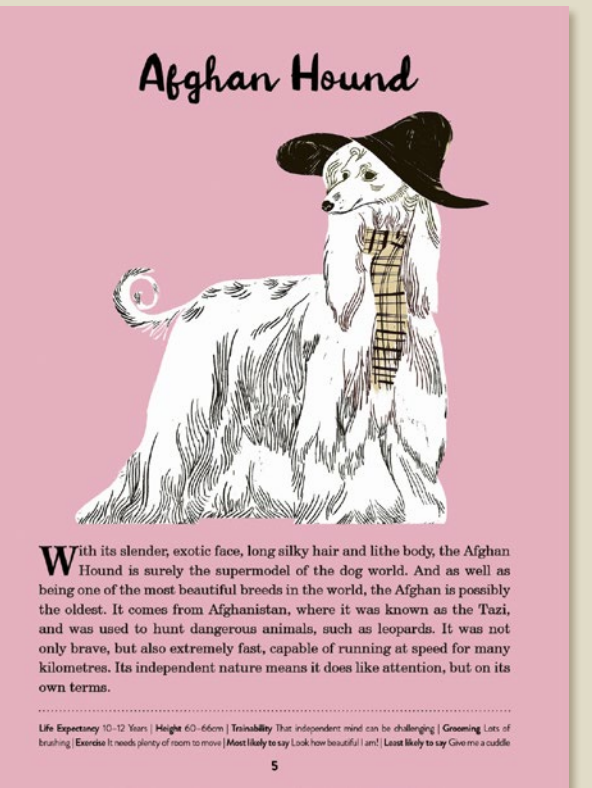 Afghan Hound
With its slender, exotic face, long silky hair and lithe body, the Afghan
Hound is surely the supermodel of the dog world. And as well as
being one of the most beautiful breeds in the world, the Afghan is possibly
the oldest. It comes from Afghanistan, where it was known as the Tazi,
and was used to hunt dangerous animals, such as leopards. It was not
only brave, but also extremely fast, capable of running at speed for many
kilometres. Its independent nature means it does like attention, but on its
own terms.
Life Expectancy 10–12 Years | Height 60–66cm | Trainability That independent mind can be challenging | Grooming Lots of
brushing | Exercise It needs plenty of room to move | Most likely to say Look how beautiful I am! | Least likely to say Give me a cuddle
5